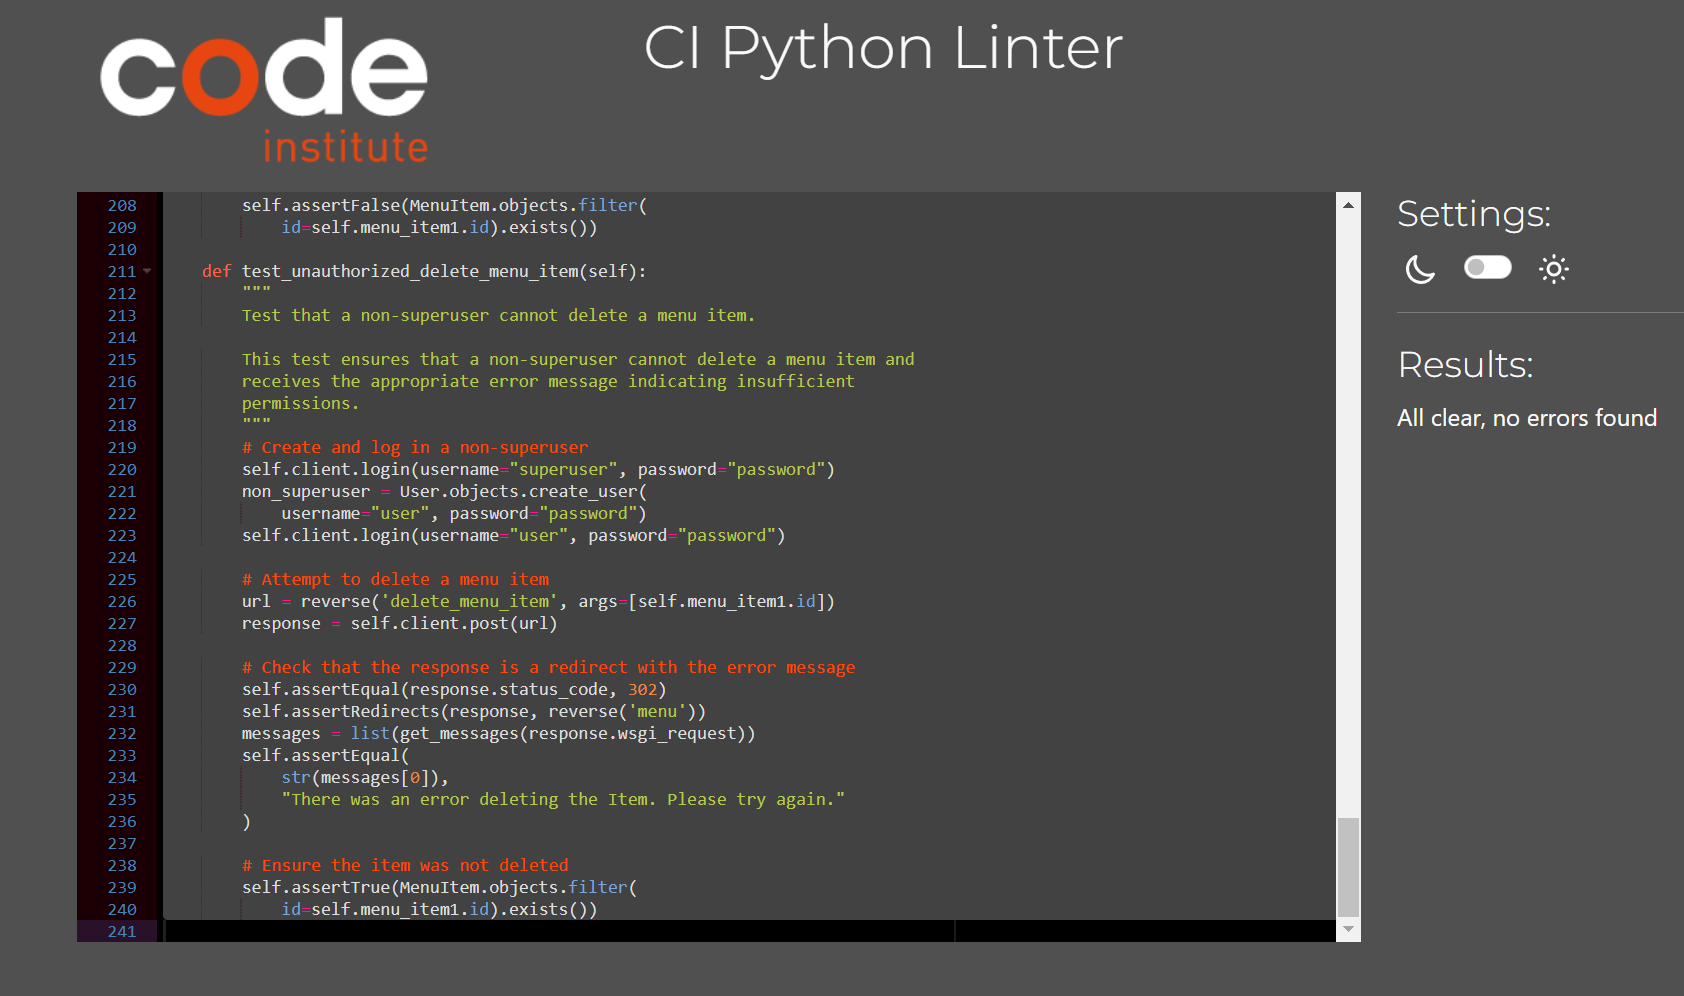 code
institute
CI Python Linter
208         self.assertFalse(MenuItem.objects.filter(
209             id=self.menu_item1.id).exists())
210
211     def test_unauthorized_delete_menu_item(self):
212         """
213         Test that a non-superuser cannot delete a menu item.
214
215         This test ensures that a non-superuser cannot delete a menu item and
216         receives the appropriate error message indicating insufficient
217         permissions.
218         """
219         # Create and log in a non-superuser
220         self.client.login(username="superuser", password="password")
221         non_superuser = User.objects.create_user(
222             username="user", password="password")
223         self.client.login(username="user", password="password")
224
225         # Attempt to delete a menu item
226         url = reverse('delete_menu_item', args=[self.menu_item1.id])
227         response = self.client.post(url)
228
229         # Check that the response is a redirect with the error message
230         self.assertEqual(response.status_code, 302)
231         self.assertRedirects(response, reverse('menu'))
232         messages = list(get_messages(response.wsgi_request))
233         self.assertEqual(
234             str(messages[0]),
235             "There was an error deleting the Item. Please try again."
236         )
237
238         # Ensure the item was not deleted
239         self.assertTrue(MenuItem.objects.filter(
240             id=self.menu_item1.id).exists())
241
Settings:
Results:
All clear, no errors found